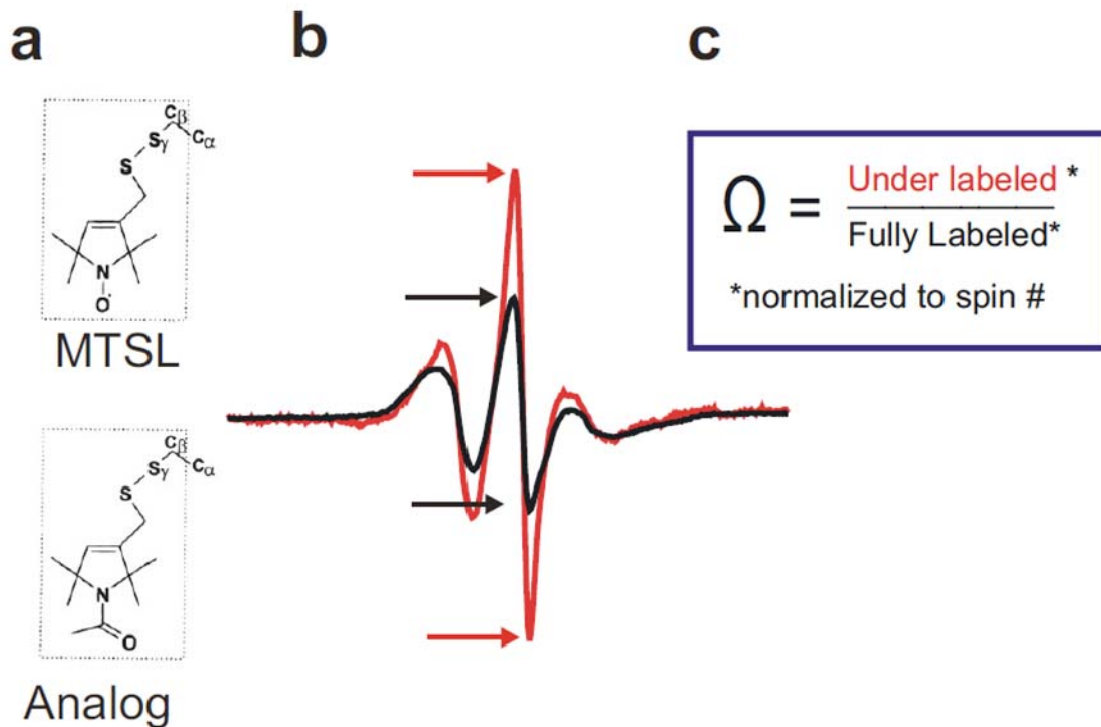 a
b
c
Cβ
Sγ
Cα
S
N
O·
MTSL
Cβ
Sγ
Cα
S
N
O
Analog
Ω = Under labeled *
Fully Labeled*
*normalized to spin #